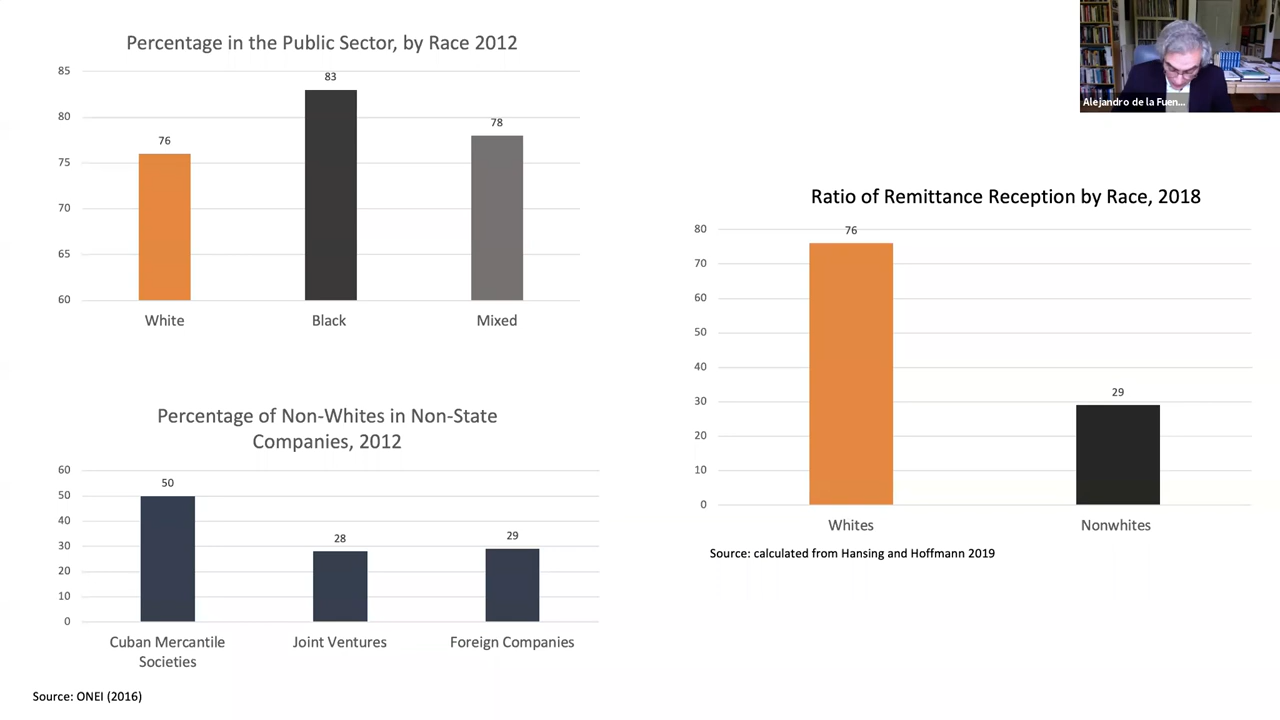 Percentage in the Public Sector, by Race 2012
85
80
75
70
65
60
76
83
78
White
Black
Mixed
Percentage of Non-Whites in Non-State
Companies, 2012
60
50
40
30
20
10
0
50
28
29
Cuban Mercantile
Societies
Joint Ventures
Foreign Companies
Source: ONEI (2016)
Alejandro de la Fuen...
Ratio of Remittance Reception by Race, 2018
80
70
60
50
40
30
20
10
0
76
29
Whites
Nonwhites
Source: calculated from Hansing and Hoffmann 2019